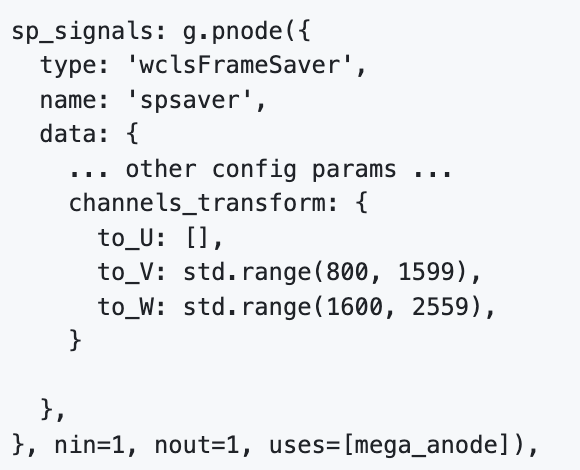 sp_signals: g.pnode({
  type: 'wclsFrameSaver',
  name: 'spsaver',
  data: {
    ... other config params ...
    channels_transform: {
      to_U: [],
      to_V: std.range(800, 1599),
      to_W: std.range(1600, 2559),
    }

  },
}, nin=1, nout=1, uses=[mega_anode]),